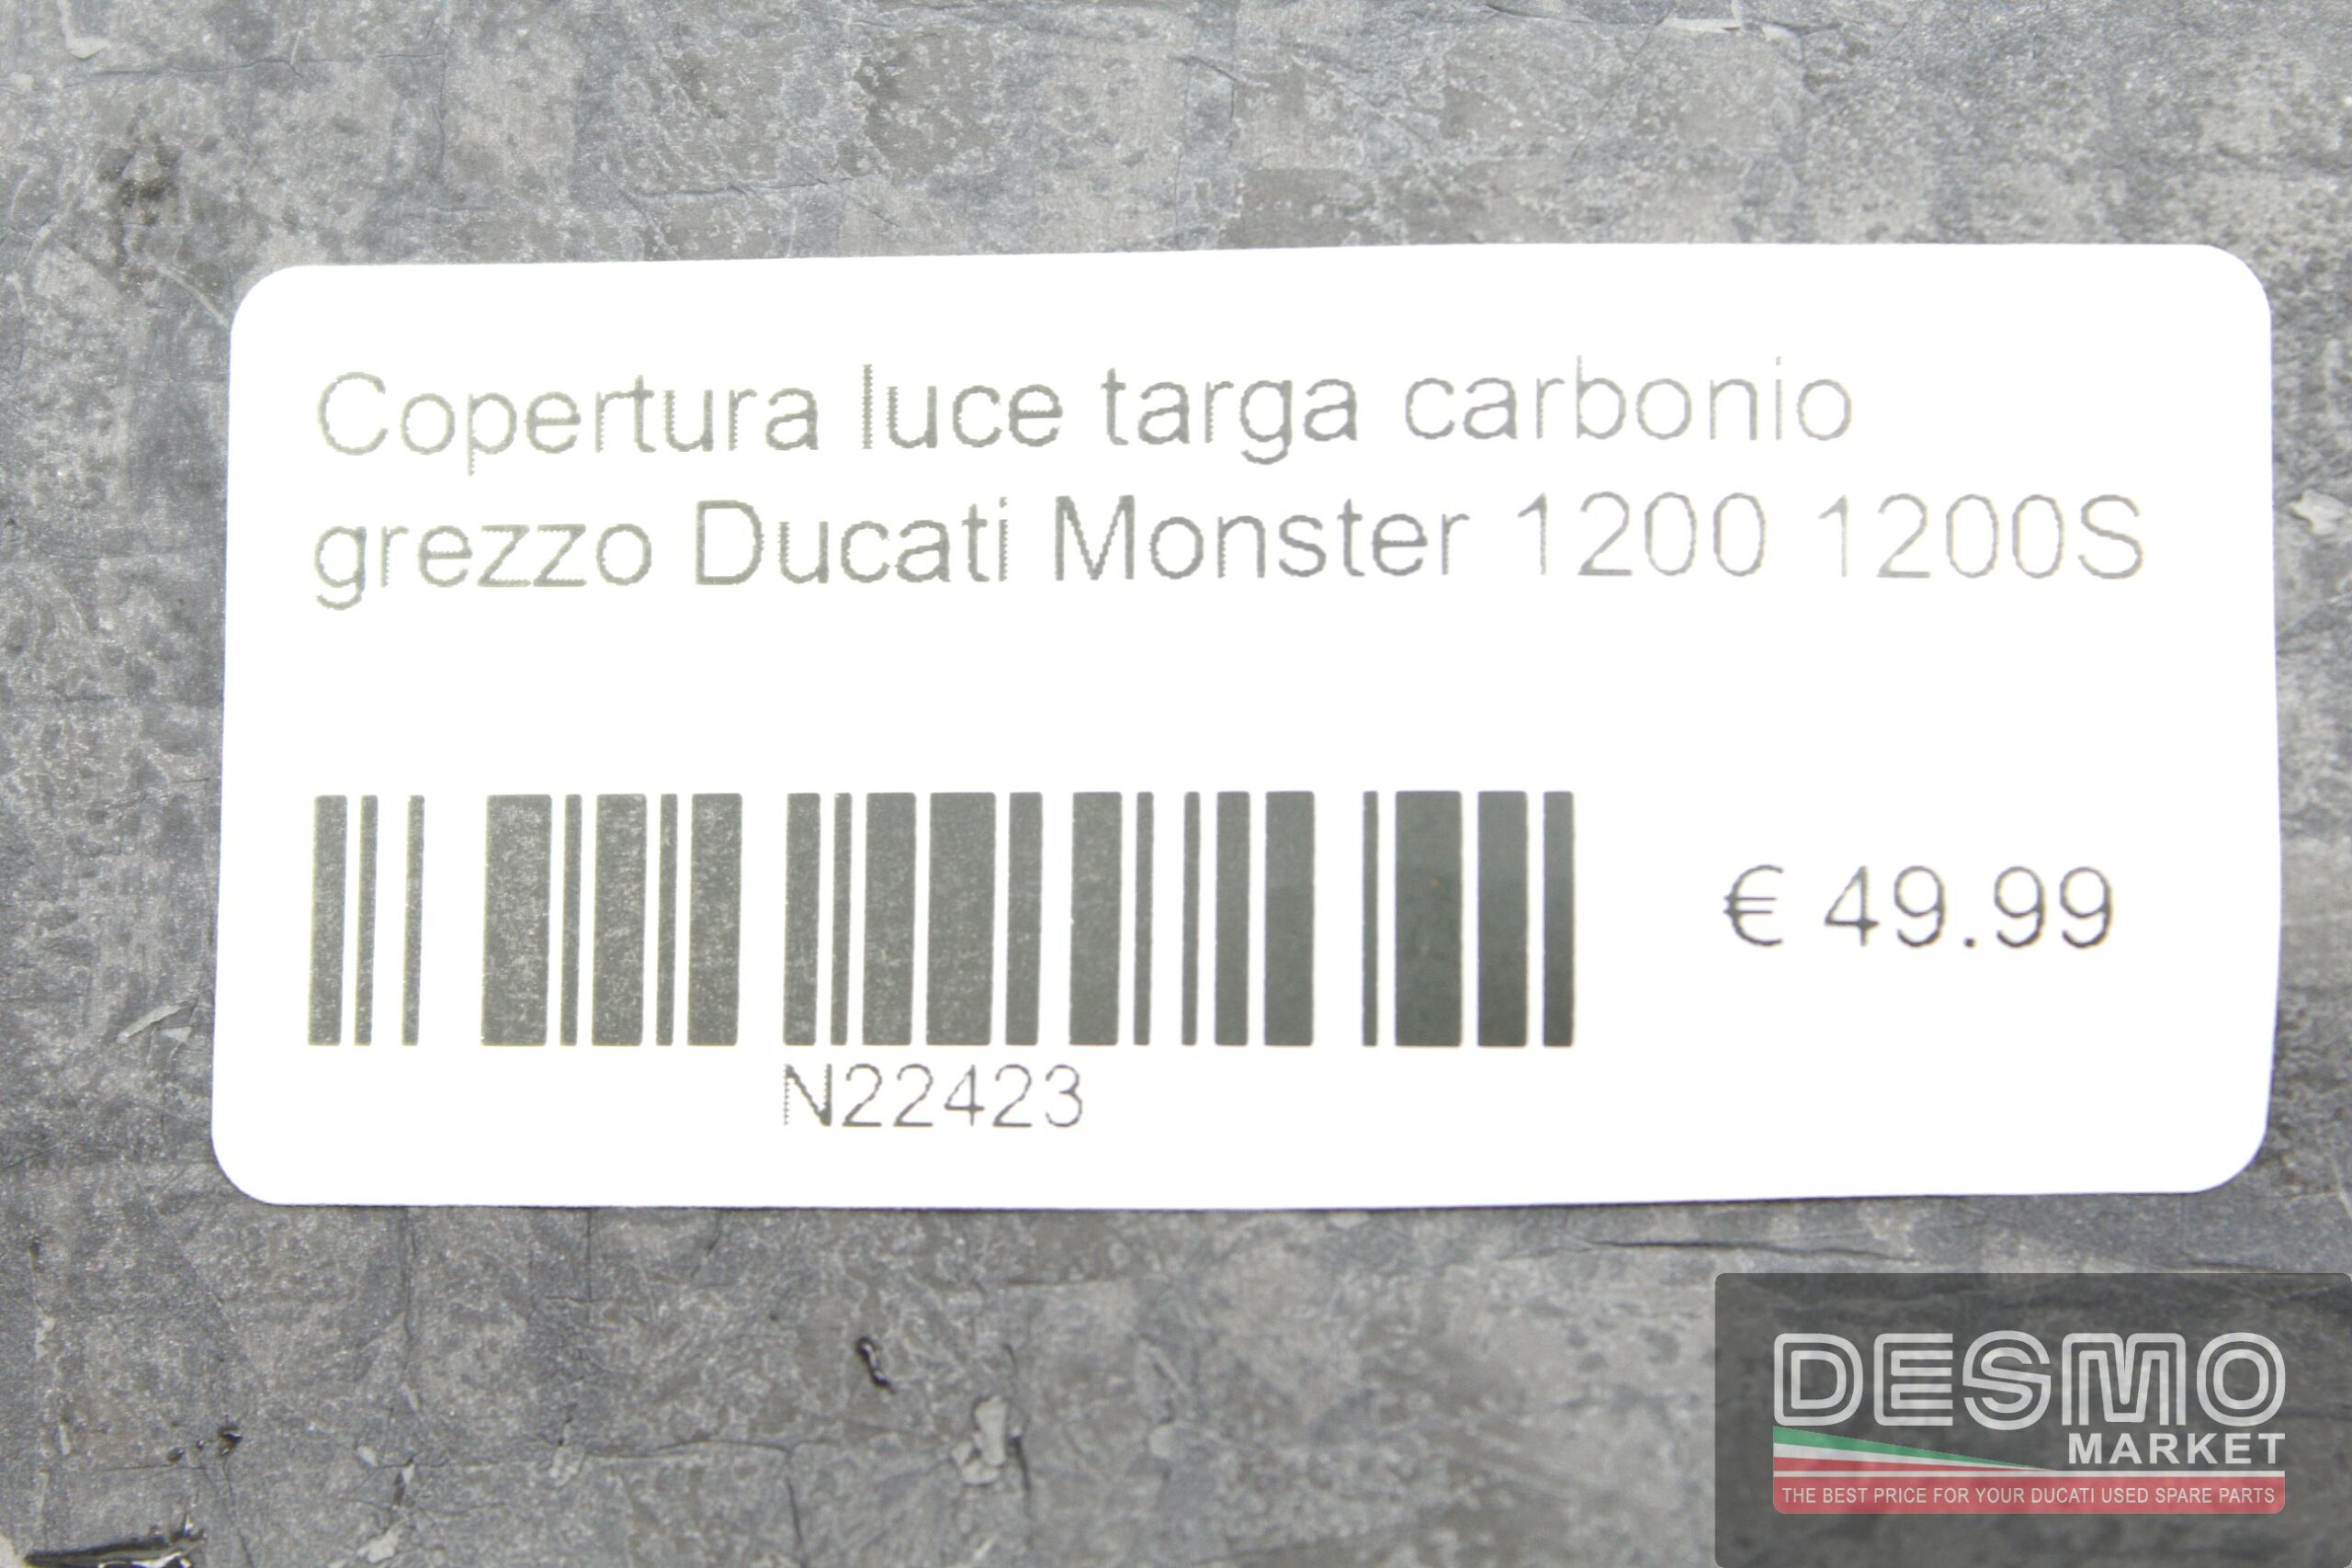 Copertura luce targa carbonio
grezzo Ducati Monster 1200 1200S
€ 49.99
N22423
DESMO
MARKET
THE BEST PRICE FOR YOUR DUCATI USED SPARE PARTS